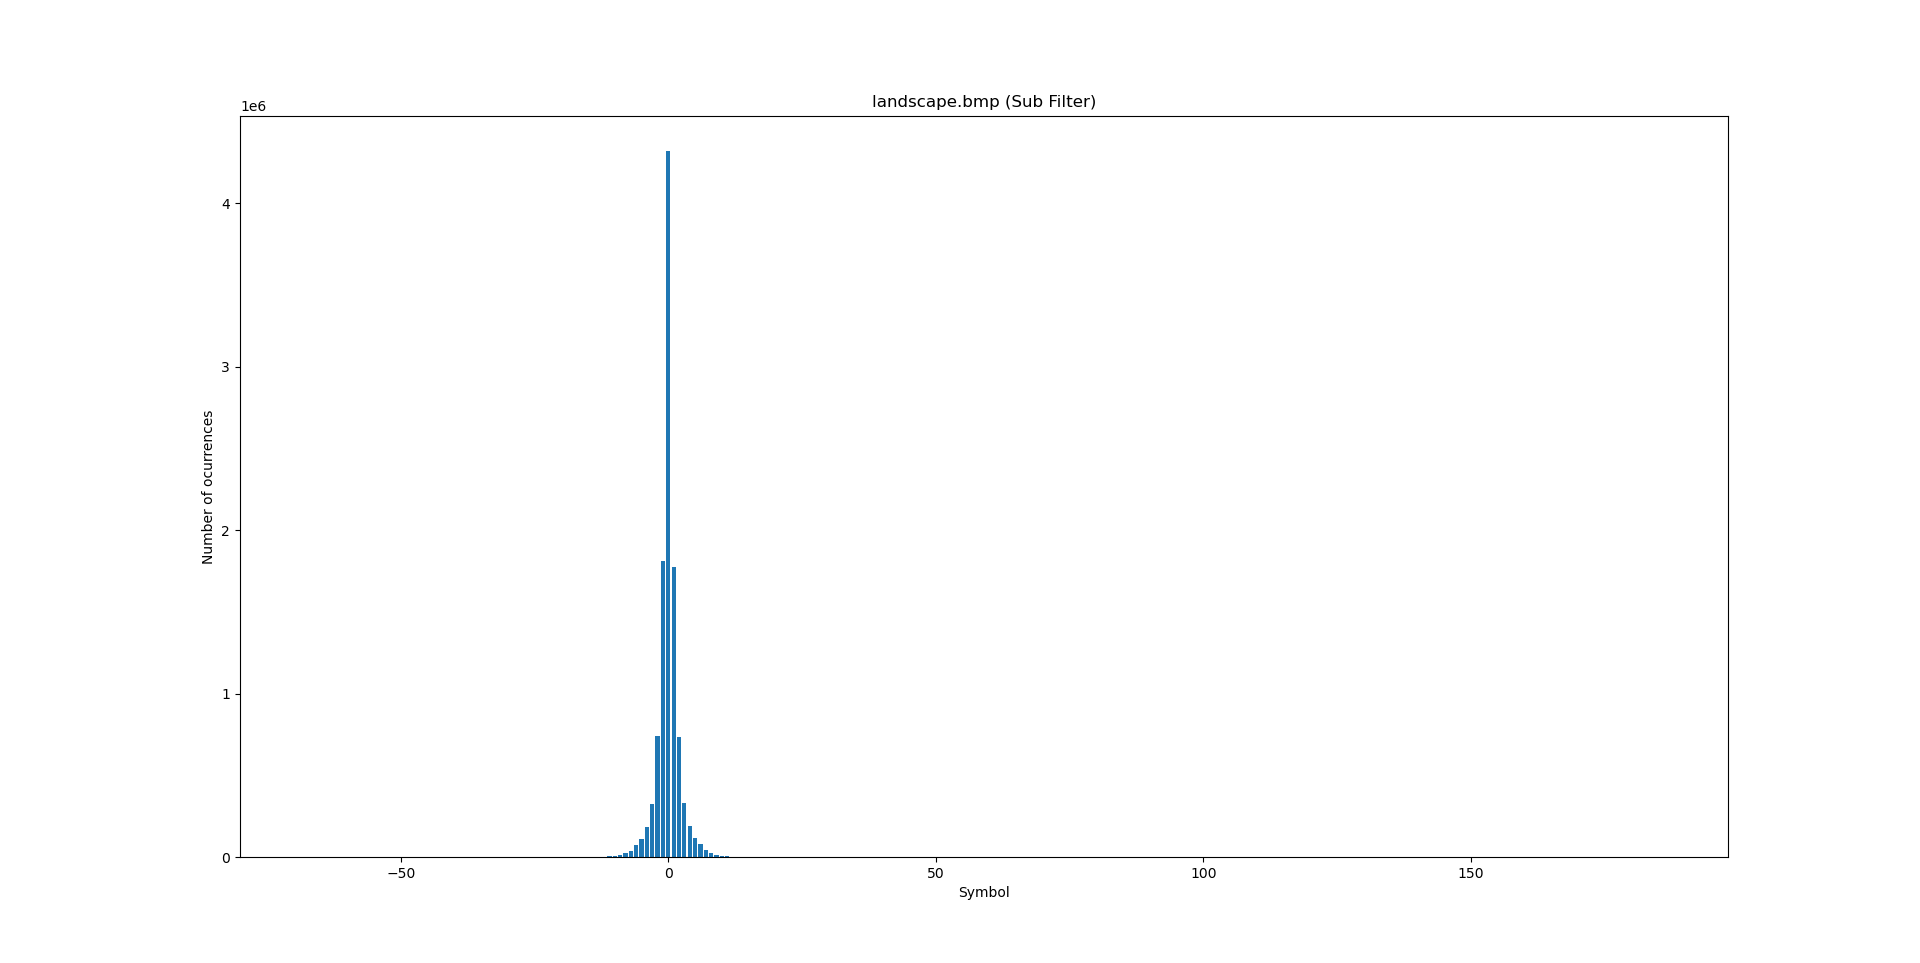 landscape.bmp (Sub Filter)
1e6
4
3
2
1
0
Number of ocurrences
−50
0
50
100
150
Symbol